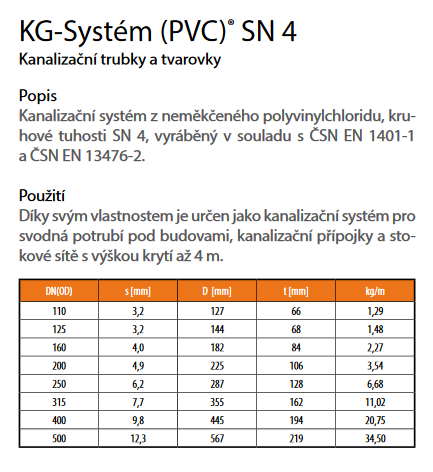 KG-Systém (PVC)® SN 4
Kanalizační trubky a tvarovky
Popis
Kanalizační systém z neměkčeného polyvinylchloridu, kru-
hové tuhosti SN 4, vyráběný v souladu s ČSN EN 1401-1
a ČSN EN 13476-2.
Použití
Díky svým vlastnostem je určen jako kanalizační systém pro
svodná potrubí pod budovami, kanalizační přípojky a sto-
kové sítě s výškou krytí až 4 m.
DN(OD) s [mm] D [mm] t [mm] kg/m
110 3,2 127 66 1,29
125 3,2 144 68 1,48
160 4,0 182 84 2,27
200 4,9 225 106 3,54
250 6,2 287 128 6,68
315 7,7 355 162 11,02
400 9,8 445 194 20,75
500 12,3 567 219 34,50